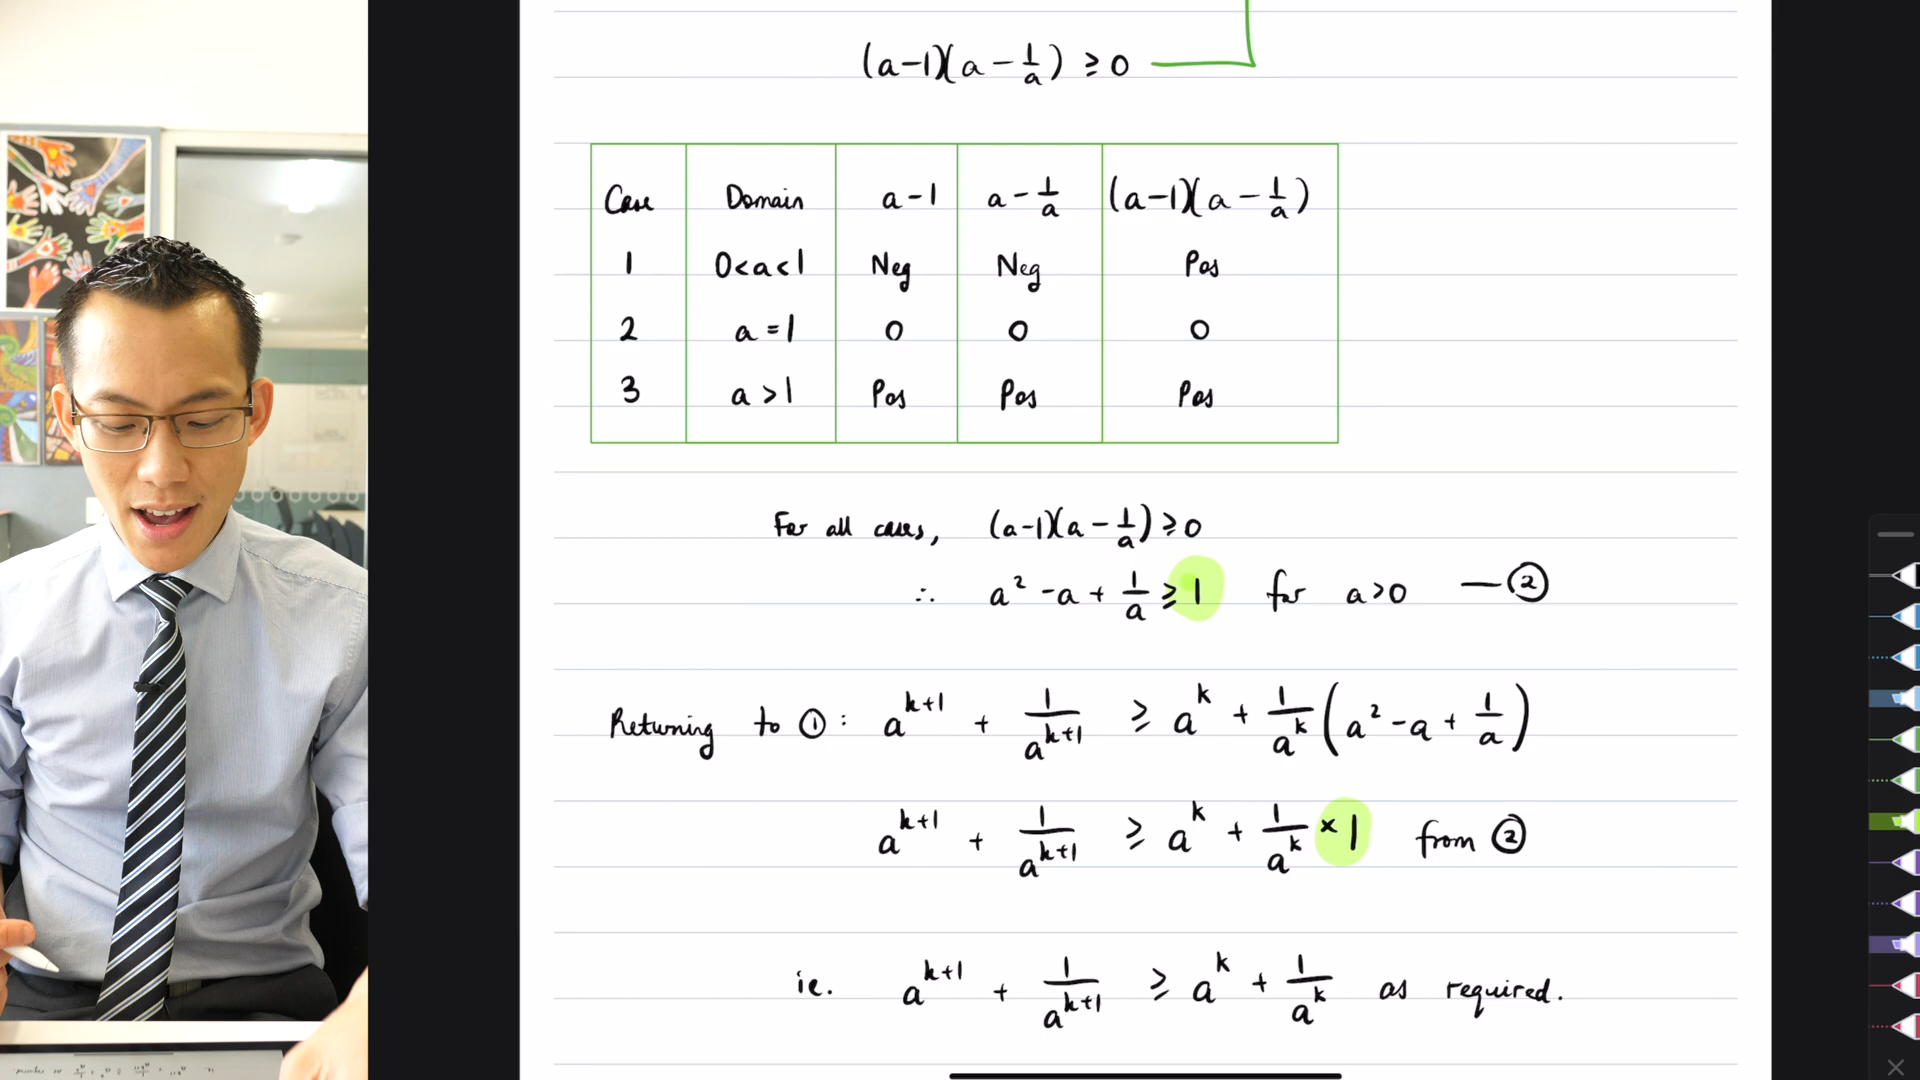 (a-1)(a - 1/a) ≥ 0
Case Domain a-1 a - 1/a (a-1)(a - 1/a)
1 0<a<1 Neg Neg Pos
2 a=1 0 0 0
3 a>1 Pos Pos Pos
For all cases, (a-1)(a - 1/a) ≥ 0
∴ a² - a + 1/a ≥ 1 for a>0 —②
Returning to ①: a^(k+1) + 1/a^(k+1) ≥ a^k + 1/a^k (a² - a + 1/a)
a^(k+1) + 1/a^(k+1) ≥ a^k + 1/a^k × 1 from ②
ie. a^(k+1) + 1/a^(k+1) ≥ a^k + 1/a^k as required.